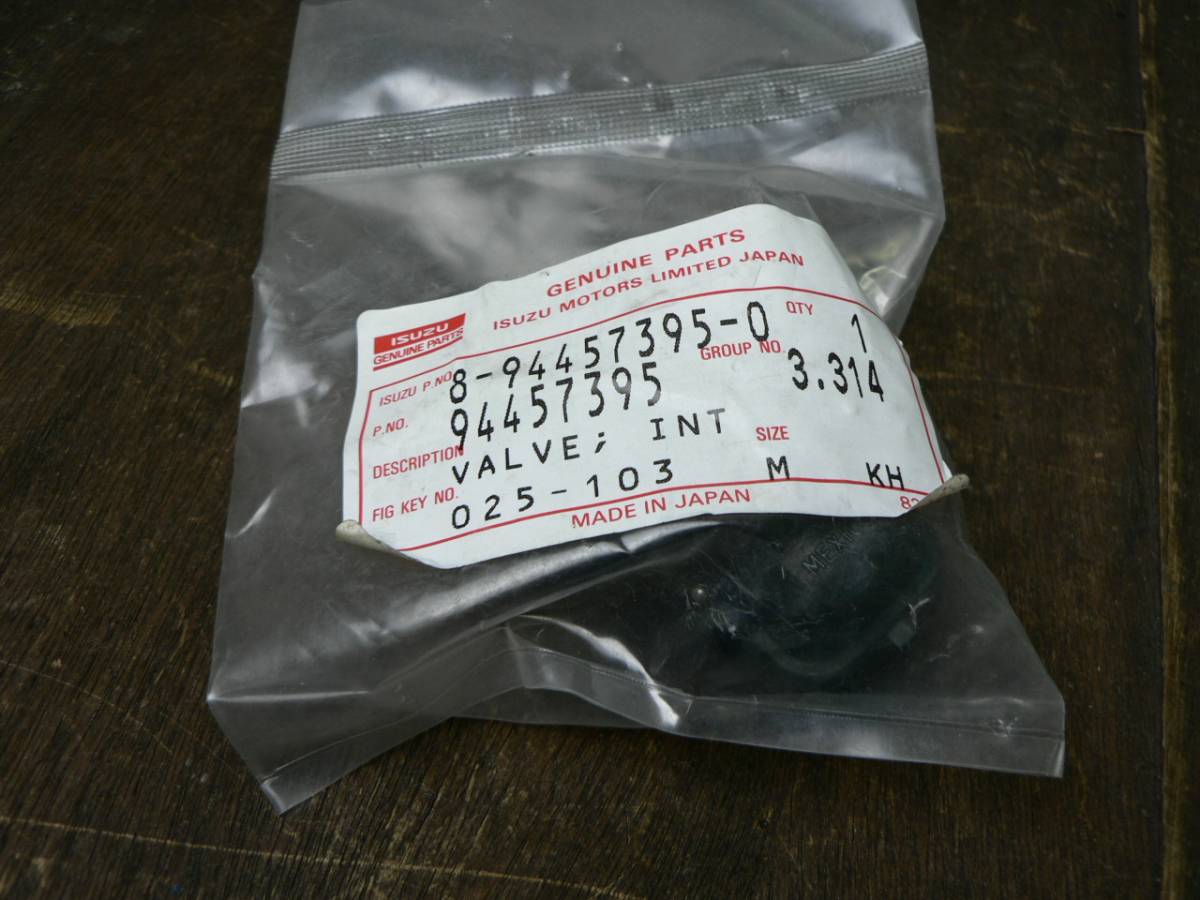 GENUINE PARTS
ISUZU MOTORS LIMITED JAPAN
ISUZU
GENUINE PARTS
ISUZU P.NO. 8-94457395-0 QTY 1
P.NO. 94457395 GROUP NO. 3.314
DESCRIPTION VALVE; INT SIZE
FIG KEY NO. 025-103 M KH
MADE IN JAPAN